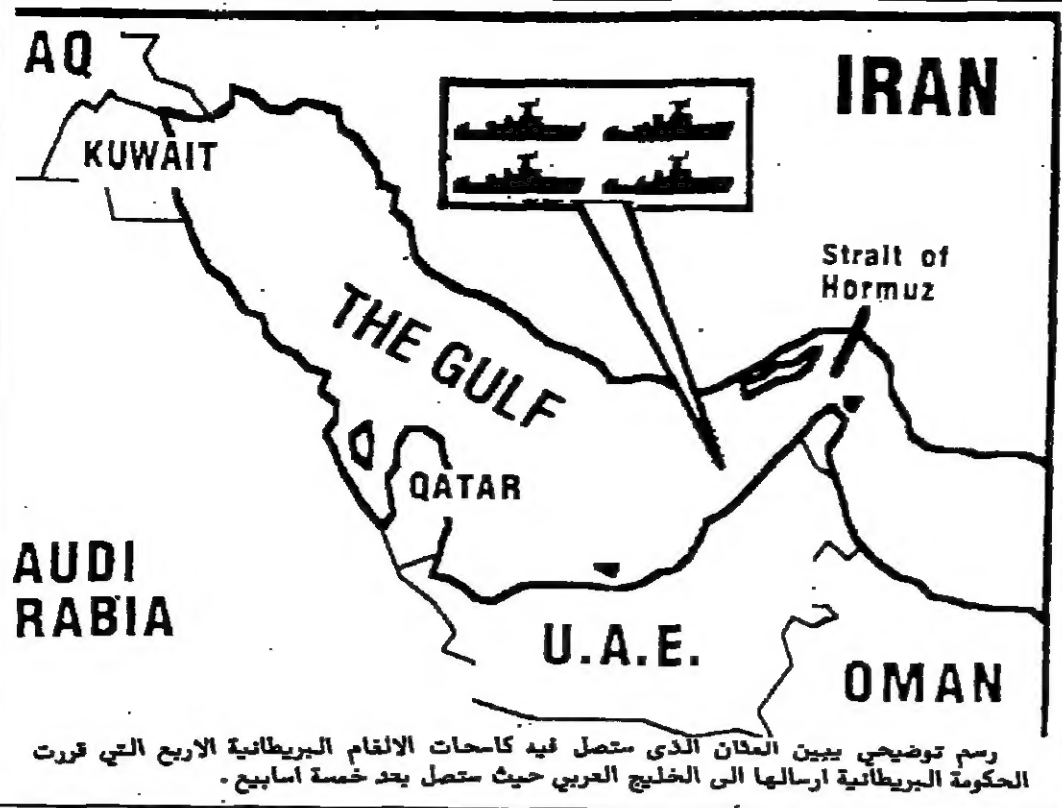 AQ
IRAN
KUWAIT
Strait of
Hormuz
THE GULF
QATAR
AUDI
RABIA
U.A.E.
OMAN
رسم توضيحي يبين المكان الذى ستصل فيه كاسحات الالغام البريطانية الاربع التي قررت
الحكومة البريطانية ارسالها الى الخليج العربي حيث ستصل بعد خمسة اسابيع .